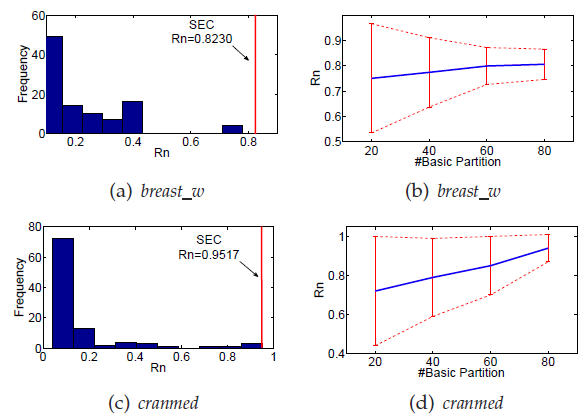 60
40
20
0
Frequency
0.2
0.4
0.6
0.8
Rn
SEC
Rn=0.8230
(a) breast_w
0.9
0.8
0.7
0.6
0.5
Rn
20
40
60
80
#Basic Partition
(b) breast_w
80
60
40
20
0
Frequency
0
0.2
0.4
0.6
0.8
1
Rn
SEC
Rn=0.9517
(c) cranmed
1
0.8
0.6
0.4
Rn
20
40
60
80
#Basic Partition
(d) cranmed